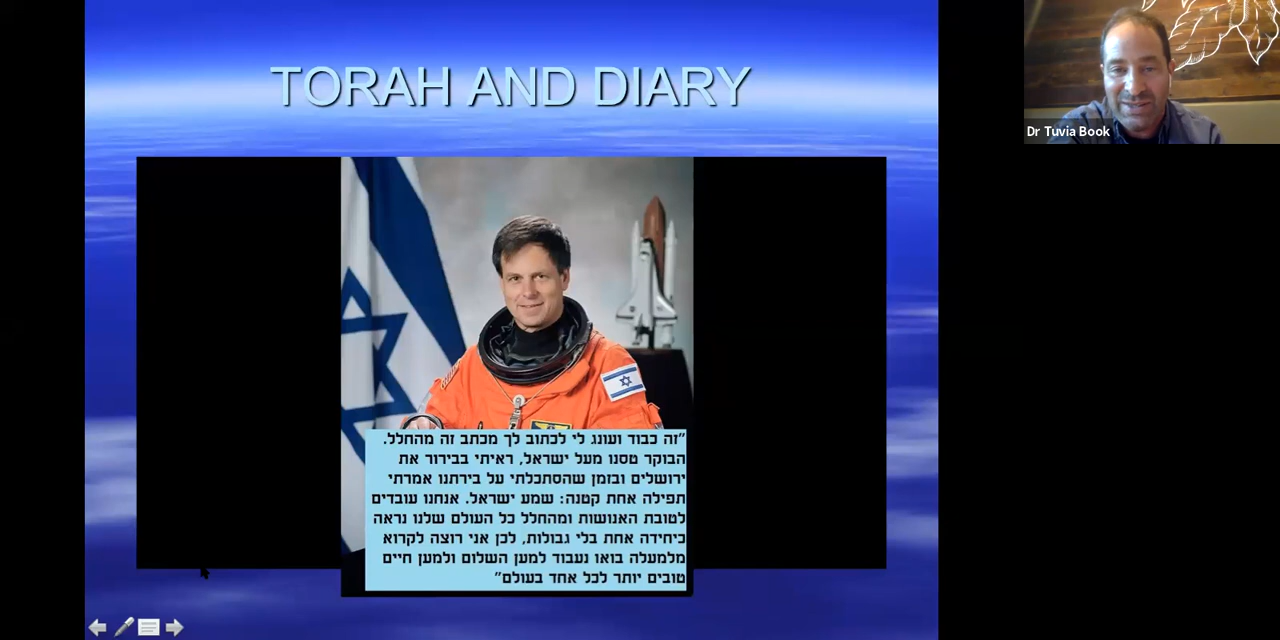 TORAH AND DIARY
Dr Tuvia Book
"זה כבוד ועונג לי לכתוב לך מכתב זה מהחלל.
הבוקר טסנו מעל ישראל, ראיתי בבירור את
ירושלים ובזמן שהסתכלתי על בירתנו אמרתי
תפילה אחת קטנה: שמע ישראל. אנחנו עובדים
לטובת האנושות ומהחלל כל העולם שלנו נראה
כיחידה אחת בלי גבולות, לכן אני רוצה לקרוא
מלמעלה בואו נעבוד למען השלום ולמען חיים
טובים יותר לכל אחד בעולם"